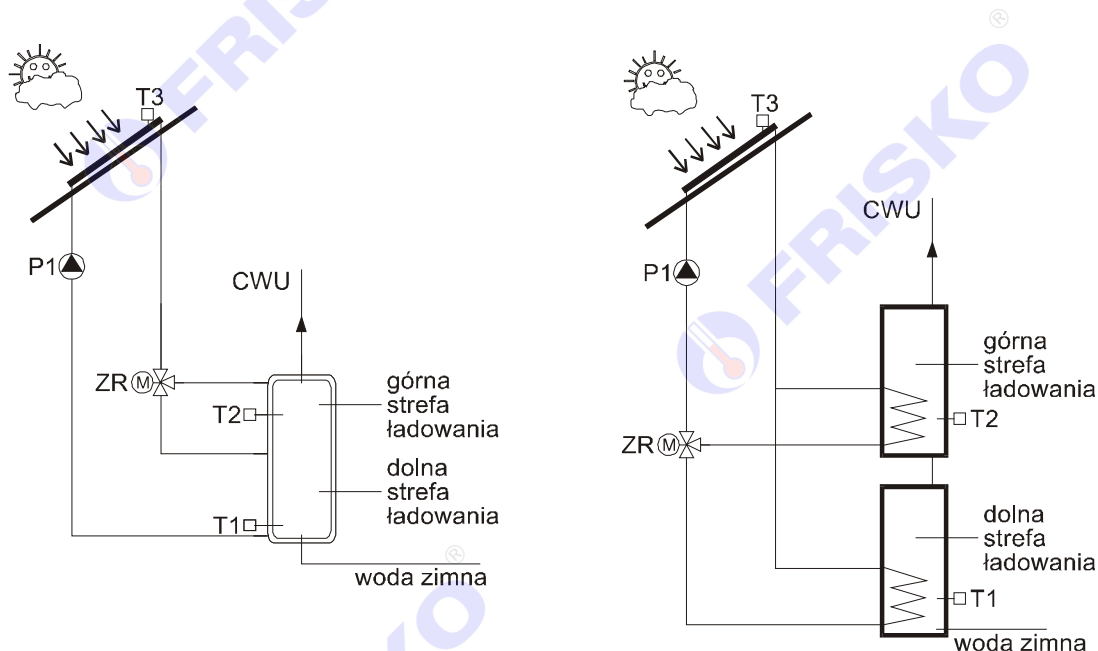 FRISKO
T3
P1
CWU
ZR M
T2
górna
strefa
ładowania
dolna
strefa
ładowania
T1
woda zimna
®
KO
®
FRISKO
T3
CWU
P1
górna
strefa
ładowania
T2
ZR M
dolna
strefa
ładowania
T1
woda zimna